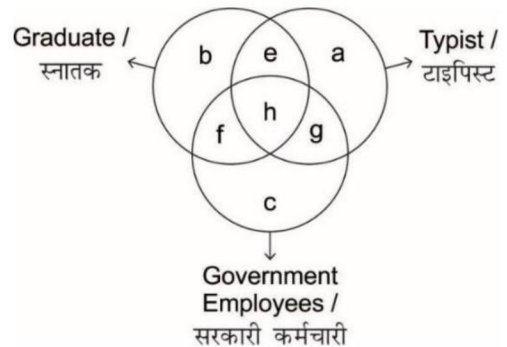 Graduate /
स्नातक
b
e
a
Typist /
टाइपिस्ट
h
f
g
c
Government
Employees /
सरकारी कर्मचारी